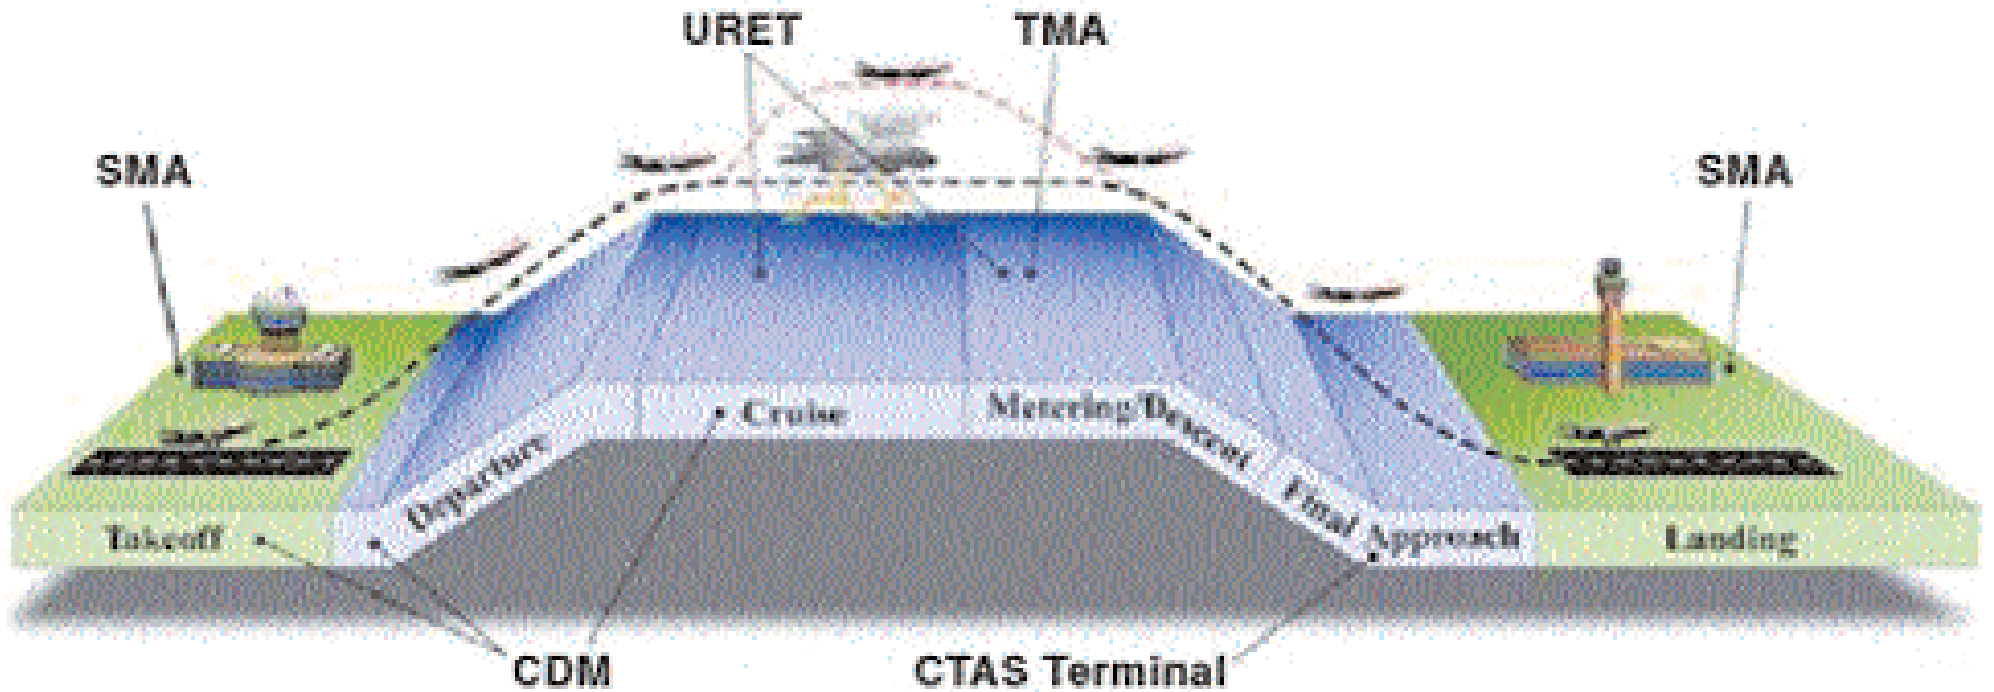 URET TMA
SMA SMA
Cruise Metering/Descent
Departure
Final Approach
Takeoff Landing
CDM CTAS Terminal